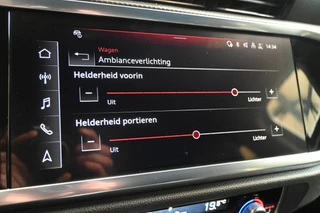 14:34
Wagen
Ambianceverlichting
Helderheid voorin
− +
Uit Lichter
Helderheid portieren
− +
Uit Lichter